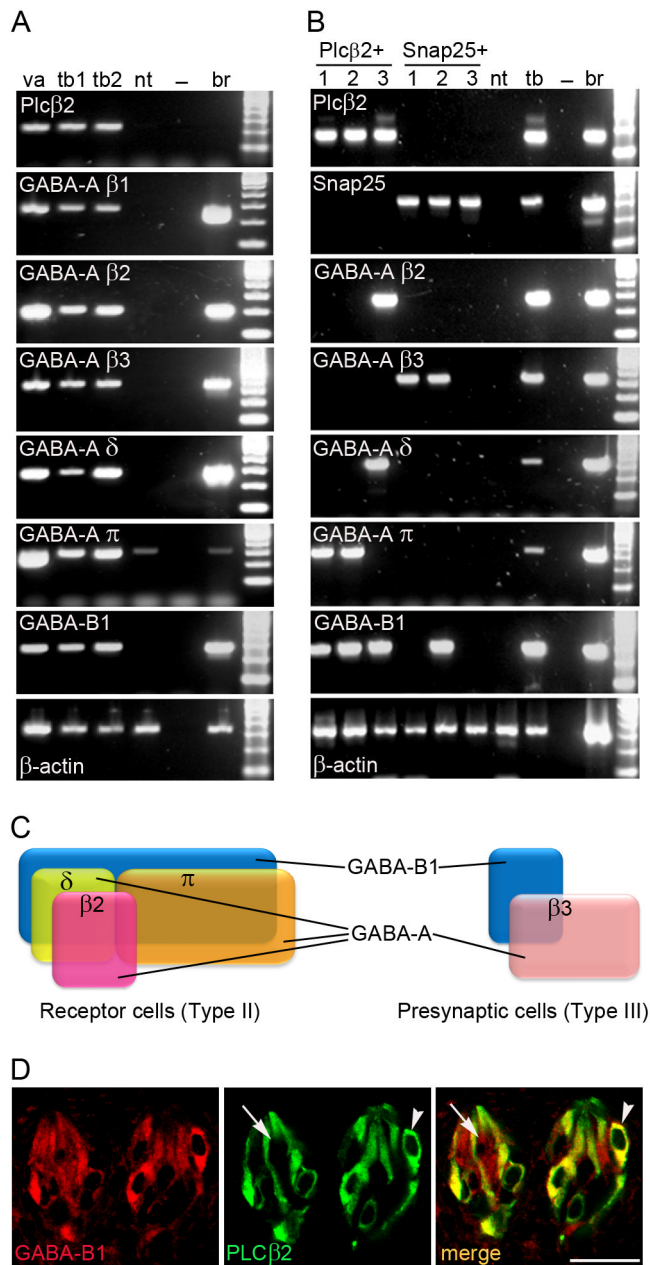 A
va tb1 tb2 nt – br
Plcβ2
GABA-A β1
GABA-A β2
GABA-A β3
GABA-A δ
GABA-A π
GABA-B1
β-actin
B
Plcβ2+ Snap25+
1 2 3 1 2 3 nt tb – br
Plcβ2
Snap25
GABA-A β2
GABA-A β3
GABA-A δ
GABA-A π
GABA-B1
β-actin
C
δ
β2
π
GABA-B1
GABA-A
β3
Receptor cells (Type II)
Presynaptic cells (Type III)
D
GABA-B1
PLCβ2
merge